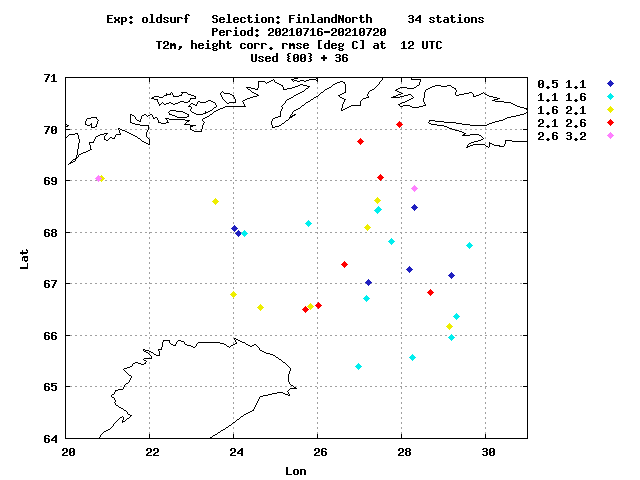 Exp: oldsurf Selection: FinlandNorth 34 stations
Period: 20210716-20210720
T2m, height corr. rmse [deg C] at 12 UTC
Used {00} + 36
71
70
69
68
67
66
65
64
Lat
20 22 24 26 28 30
Lon
0.5 1.1
1.1 1.6
1.6 2.1
2.1 2.6
2.6 3.2